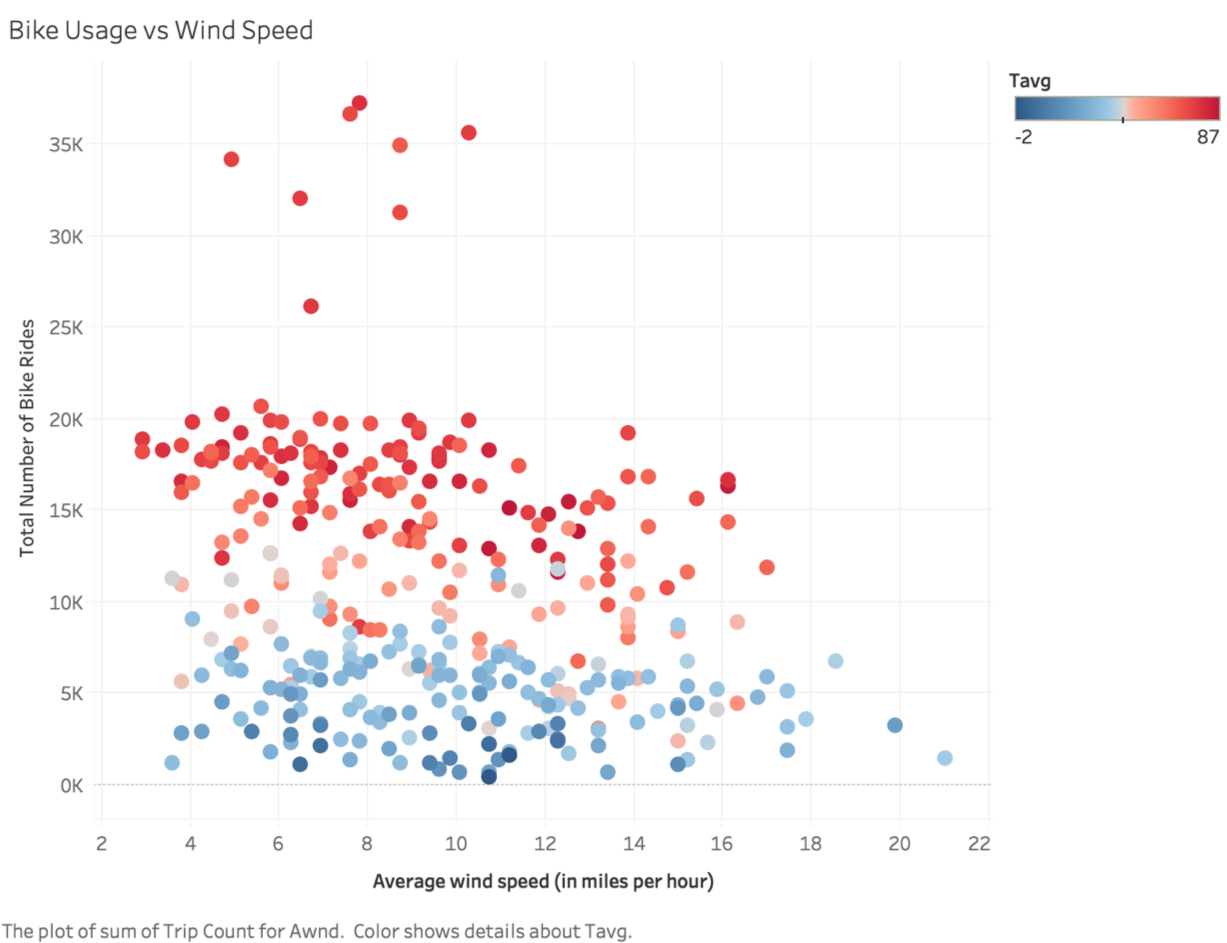 Bike Usage vs Wind Speed
Tavg
-2 87
35K
30K
25K
20K
15K
10K
5K
0K
Total Number of Bike Rides
2 4 6 8 10 12 14 16 18 20 22
Average wind speed (in miles per hour)
The plot of sum of Trip Count for Awnd. Color shows details about Tavg.